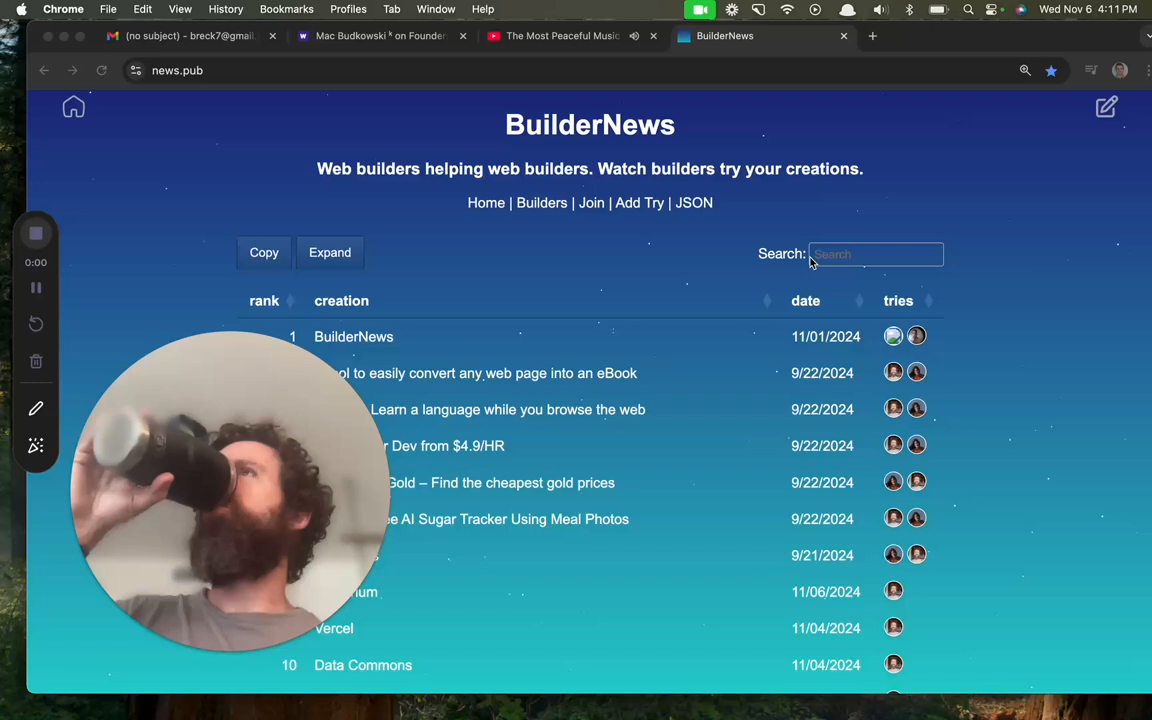 Chrome File Edit View History Bookmarks Profiles Tab Window Help Wed Nov 6 4:11 PM
(no subject) - breck7@gmail. Mac Budkowski ᵏ on Founder The Most Peaceful Music BuilderNews
news.pub
BuilderNews
Web builders helping web builders. Watch builders try your creations.
Home | Builders | Join | Add Try | JSON
Copy Expand Search: Search
0:00
rank creation date tries
1 BuilderNews 11/01/2024
to easily convert any web page into an eBook 9/22/2024
Learn a language while you browse the web 9/22/2024
Dev from $4.9/HR 9/22/2024
Gold – Find the cheapest gold prices 9/22/2024
AI Sugar Tracker Using Meal Photos 9/22/2024
9/21/2024
11/06/2024
Vercel 11/04/2024
10 Data Commons 11/04/2024